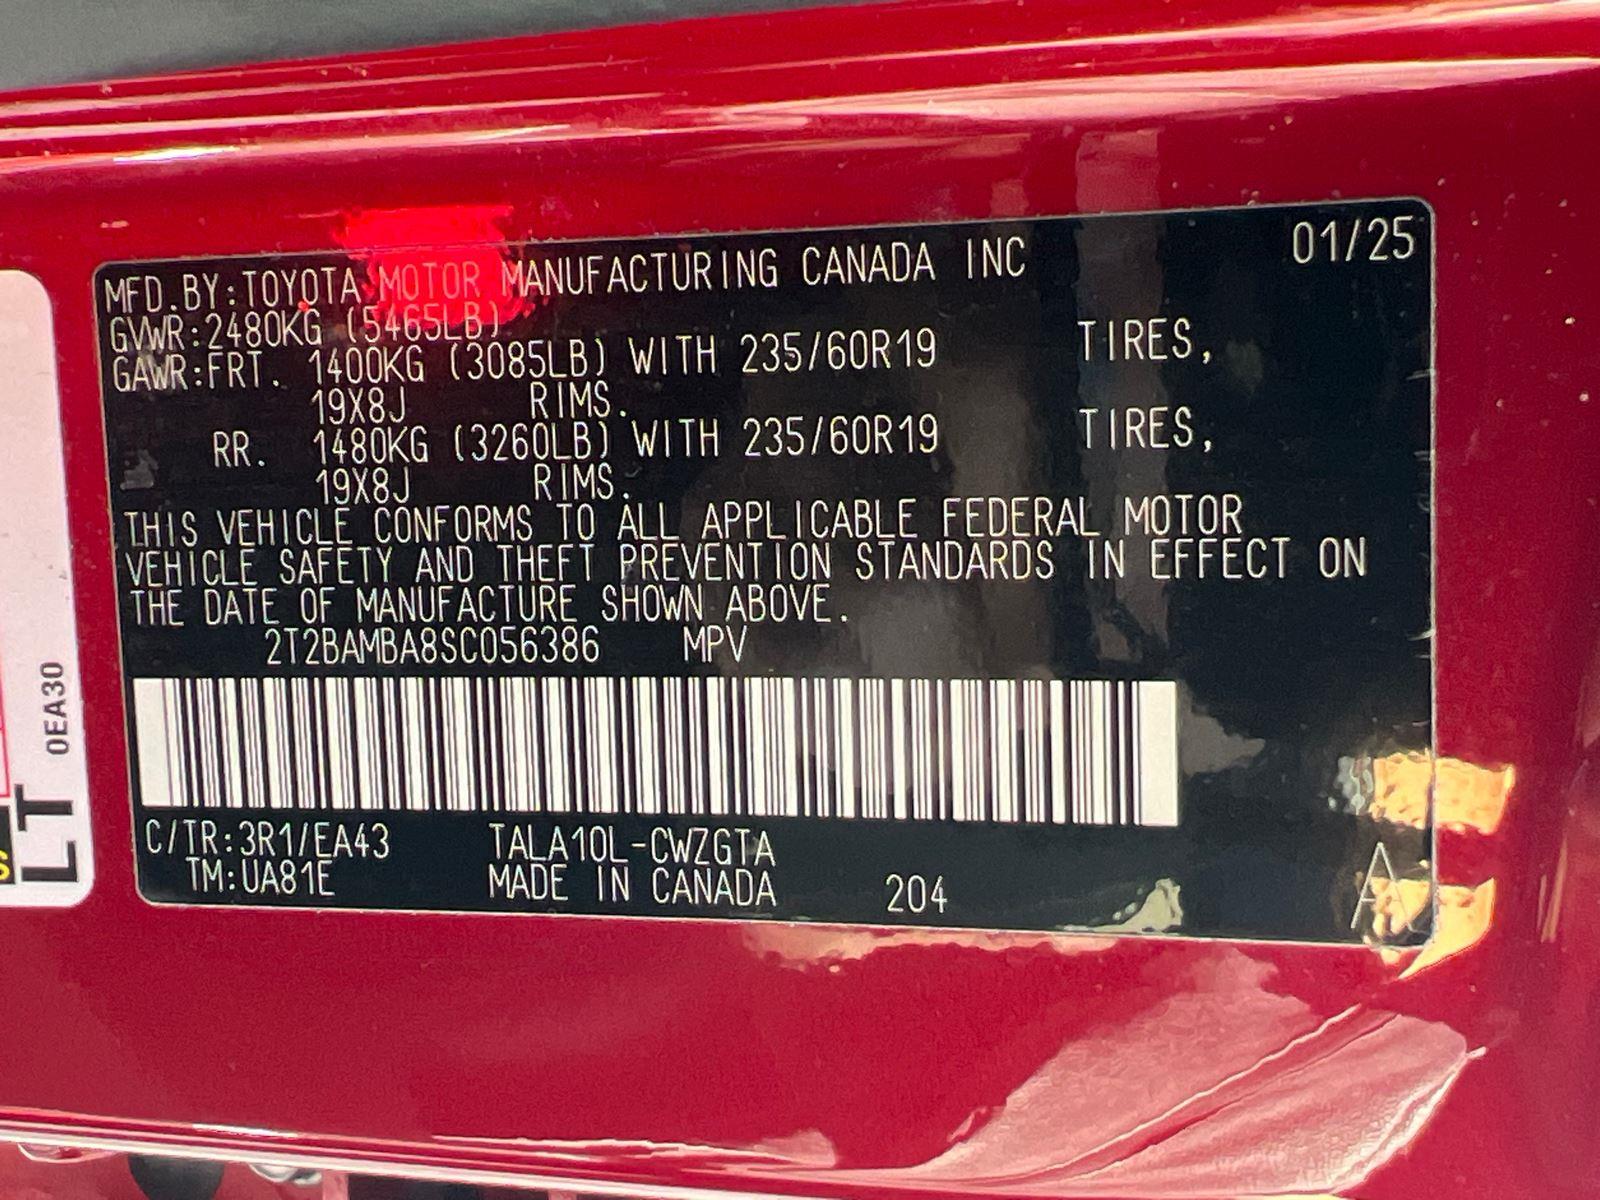 MFD.BY:TOYOTA MOTOR MANUFACTURING CANADA INC 01/25
GVWR:2480KG (5465LB)
GAWR:FRT. 1400KG (3085LB) WITH 235/60R19 TIRES,
19X8J RIMS.
RR. 1480KG (3260LB) WITH 235/60R19 TIRES,
19X8J RIMS.
THIS VEHICLE CONFORMS TO ALL APPLICABLE FEDERAL MOTOR
VEHICLE SAFETY AND THEFT PREVENTION STANDARDS IN EFFECT ON
THE DATE OF MANUFACTURE SHOWN ABOVE.
2T2BAMBA8SC056386 MPV
C/TR:3R1/EA43 TALA10L-CWZGTA
TM:UA81E MADE IN CANADA 204 A
0EA30
LT
S